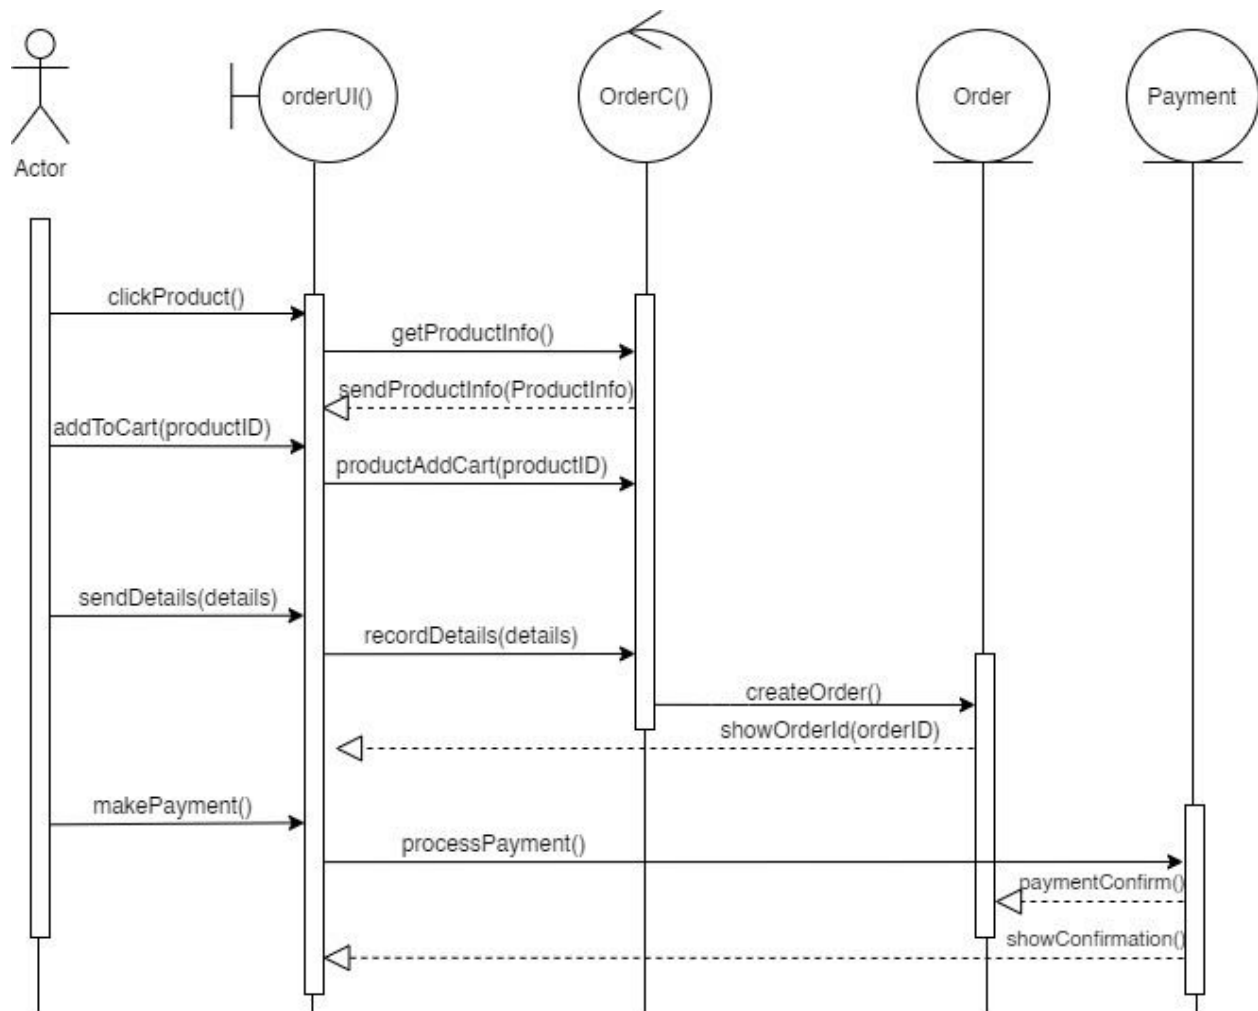 orderUI()
OrderC()
Order
Payment
Actor
clickProduct()
getProductInfo()
sendProductInfo(ProductInfo)
addToCart(productID)
productAddCart(productID)
sendDetails(details)
recordDetails(details)
createOrder()
showOrderId(orderID)
makePayment()
processPayment()
paymentConfirm()
showConfirmation()